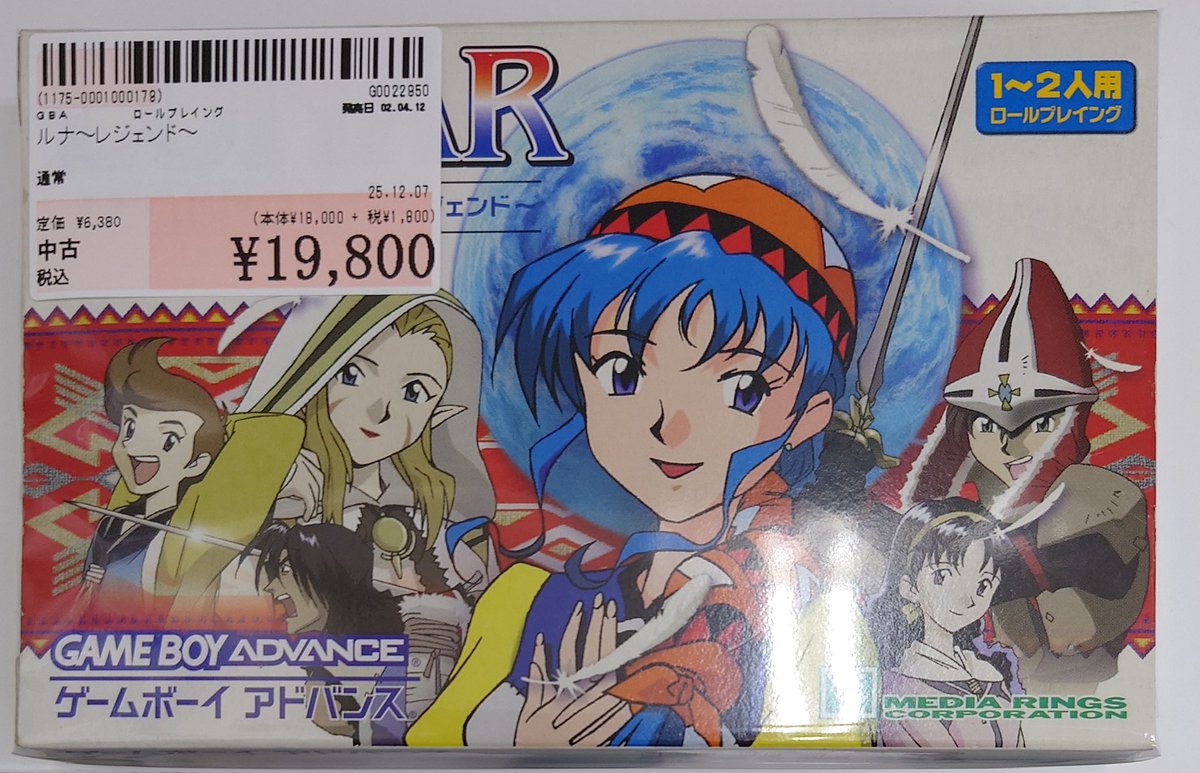 (1175-0001000178)
G0022850
GBA ロールプレイング
発売日 02.04.12
ルナ～レジェンド～
通常
25.12.07
定価 ¥6,380
(本体¥18,000 + 税¥1,800)
中古
¥19,800
税込
AR
ェンド～
1～2人用
ロールプレイング
GAME BOY ADVANCE®
ゲームボーイ アドバンス®
MEDIA RINGS
CORPORATION